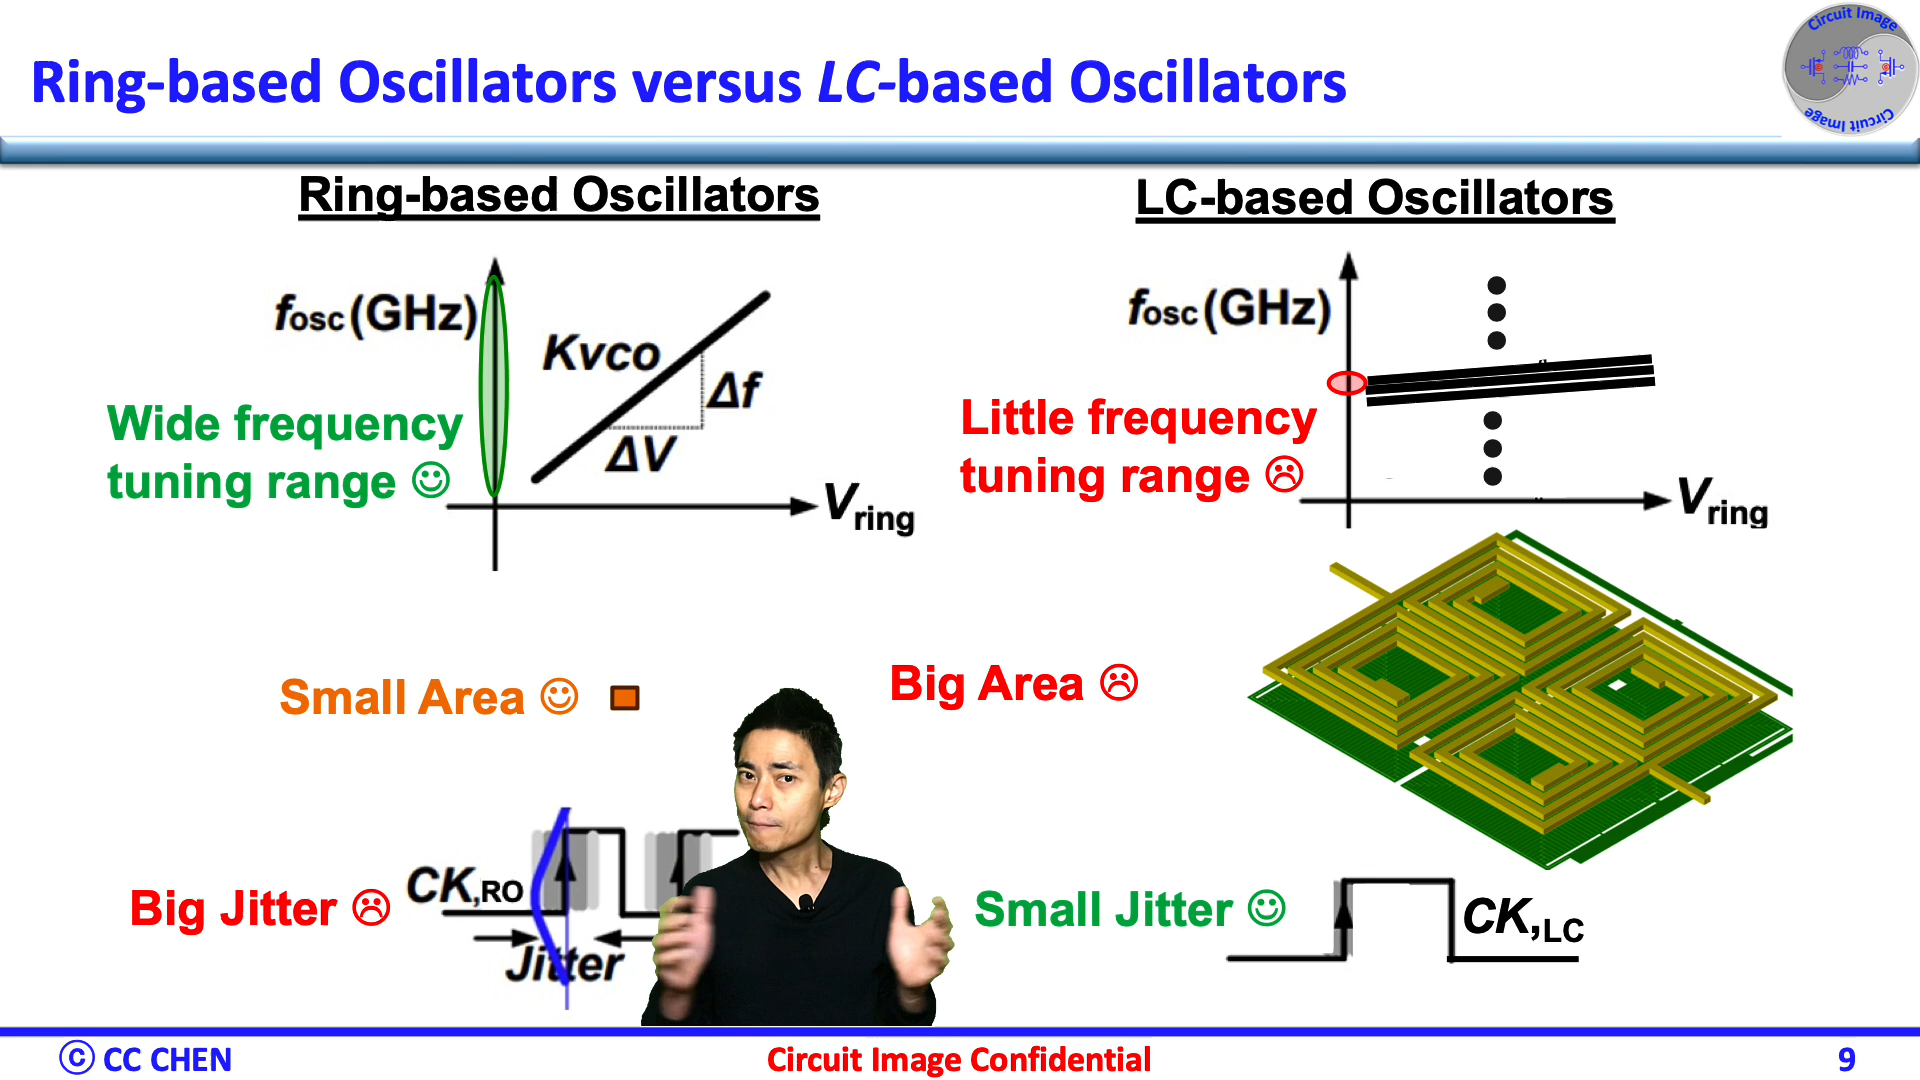 Ring-based Oscillators versus LC-based Oscillators
Circuit Image
Circuit Image
Ring-based Oscillators
fosc(GHz)
Kvco
Δf
ΔV
Vring
Wide frequency
tuning range ☺
Small Area ☺
Big Jitter ☹
CK,RO
Jitter
LC-based Oscillators
fosc(GHz)
Vring
Little frequency
tuning range ☹
Big Area ☹
Small Jitter ☺
CK,LC
© CC CHEN
Circuit Image Confidential
9